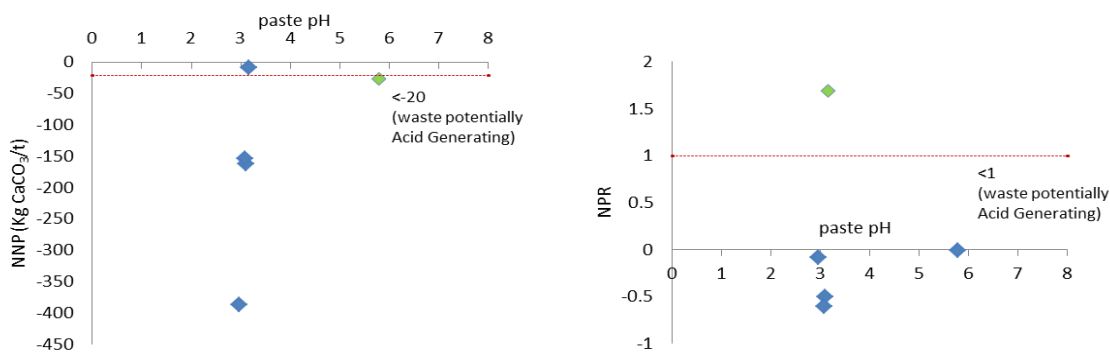 paste pH
0 1 2 3 4 5 6 7 8
0
-50
-100
-150
-200
-250
-300
-350
-400
-450
NNP (Kg CaCO₃/t)
<-20
(waste potentially
Acid Generating)
2
1.5
1
0.5
0
-0.5
-1
NPR
<1
(waste potentially
Acid Generating)
paste pH
0 1 2 3 4 5 6 7 8